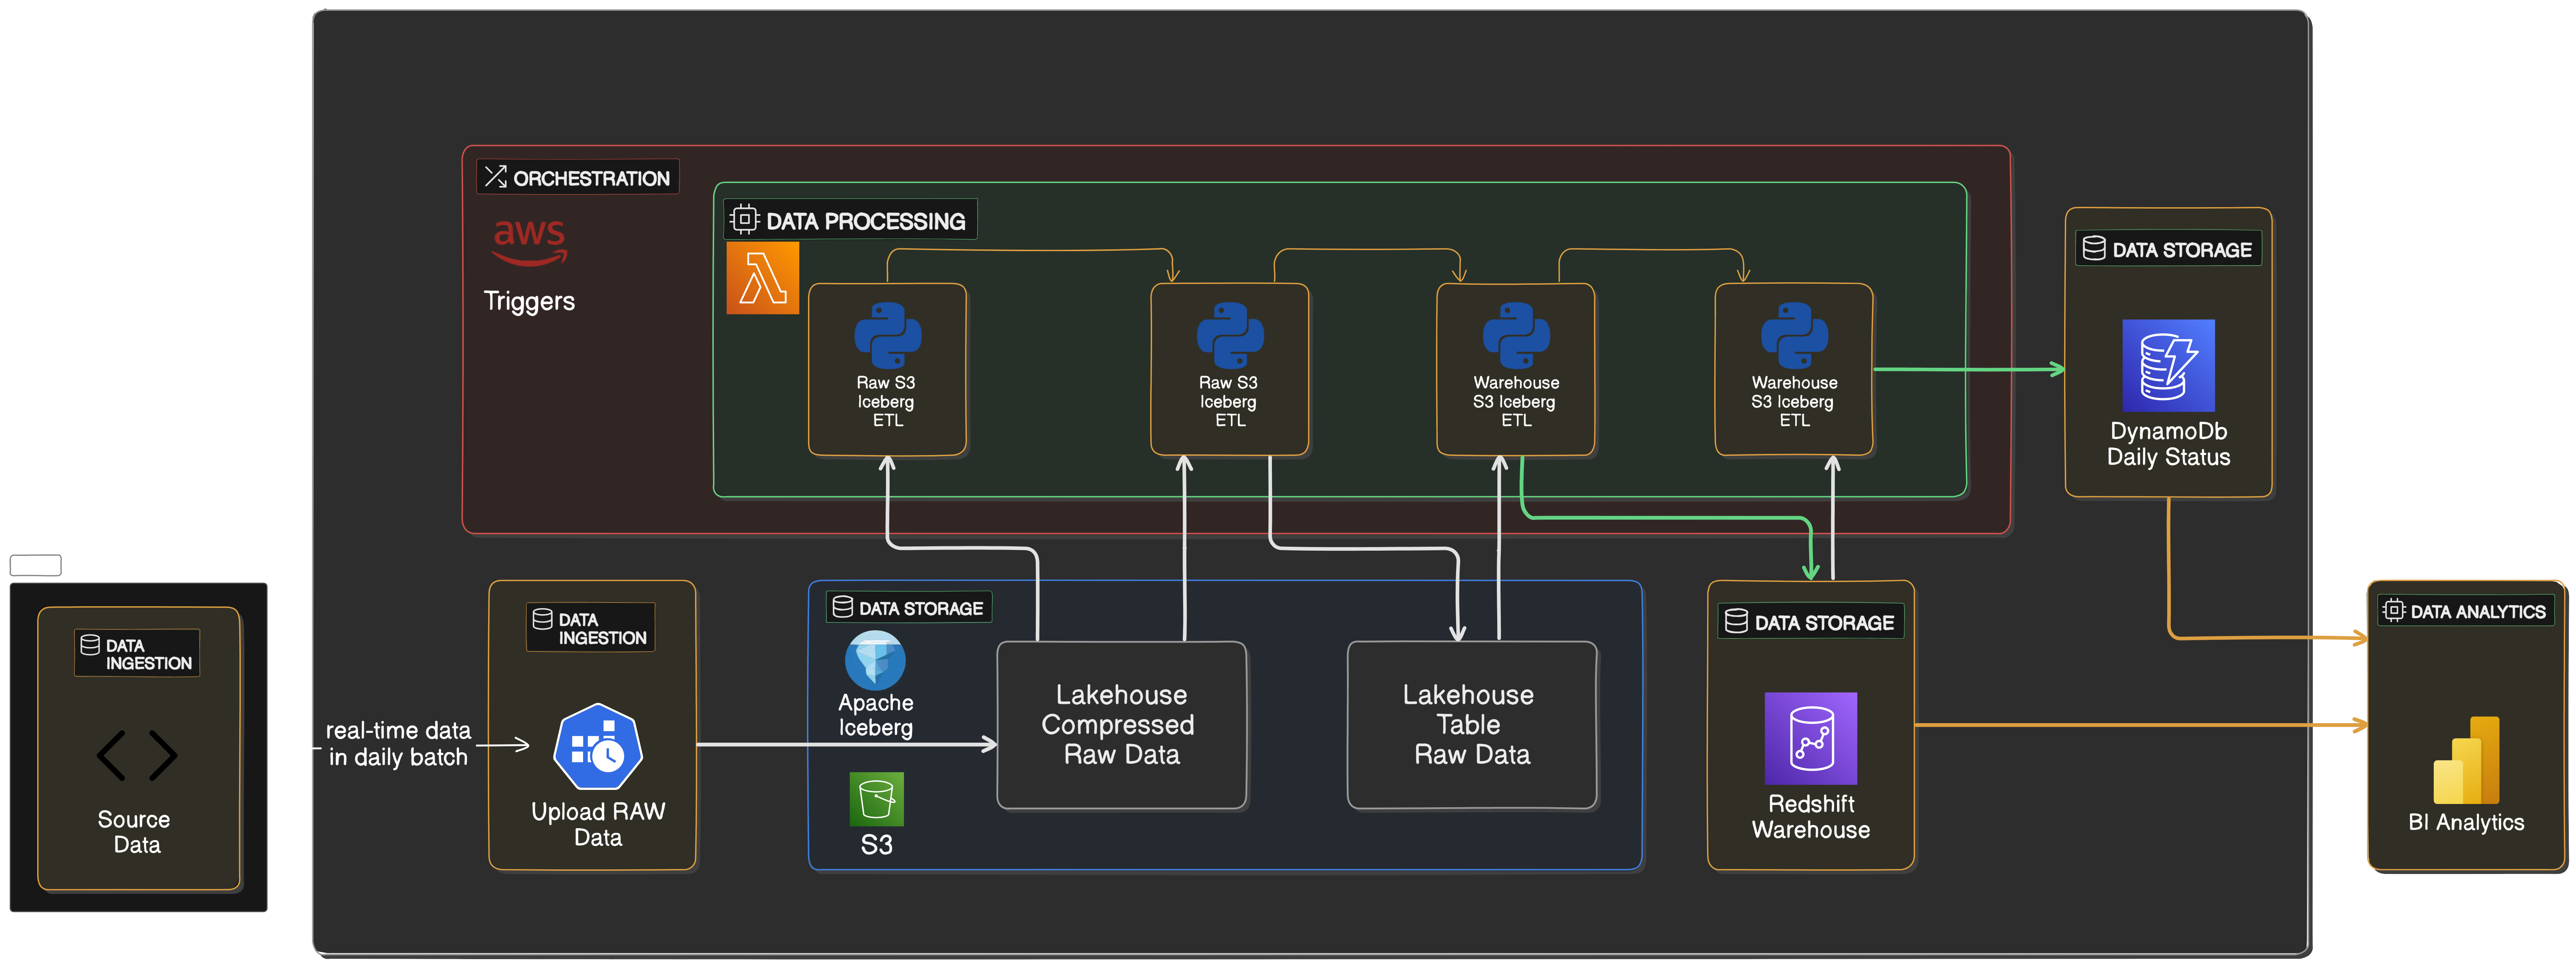 ORCHESTRATION
aws
Triggers
DATA PROCESSING
Raw S3
Iceberg
ETL
Raw S3
Iceberg
ETL
Warehouse
S3 Iceberg
ETL
Warehouse
S3 Iceberg
ETL
DATA STORAGE
DynamoDb
Daily Status
DATA
INGESTION
Source
Data
real-time data
in daily batch
DATA
INGESTION
Upload RAW
Data
DATA STORAGE
Apache
Iceberg
S3
Lakehouse
Compressed
Raw Data
Lakehouse
Table
Raw Data
DATA STORAGE
Redshift
Warehouse
DATA ANALYTICS
BI Analytics